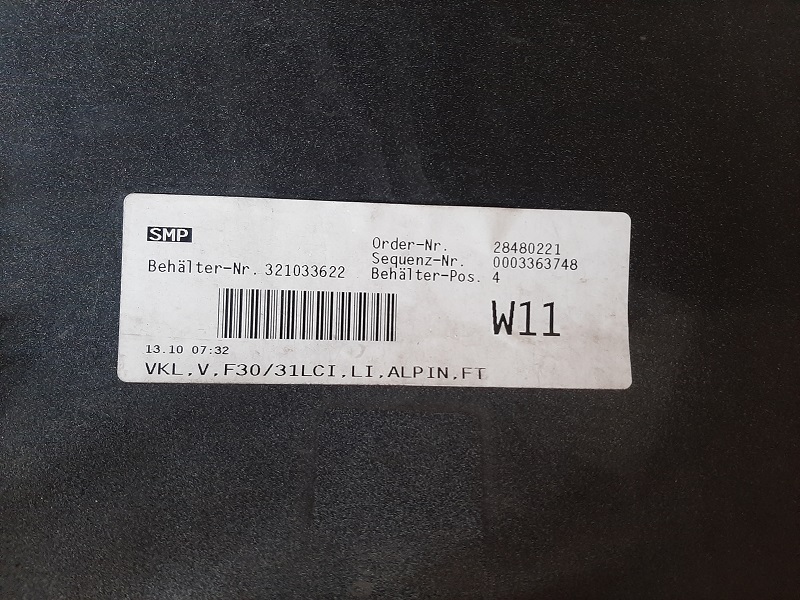 SMP
Order-Nr. 28480221
Sequenz-Nr. 0003363748
Behälter-Nr. 321033622
Behälter-Pos. 4
W11
13.10 07:32
VKL.V.F30/31LCI.LI.ALPIN.FT